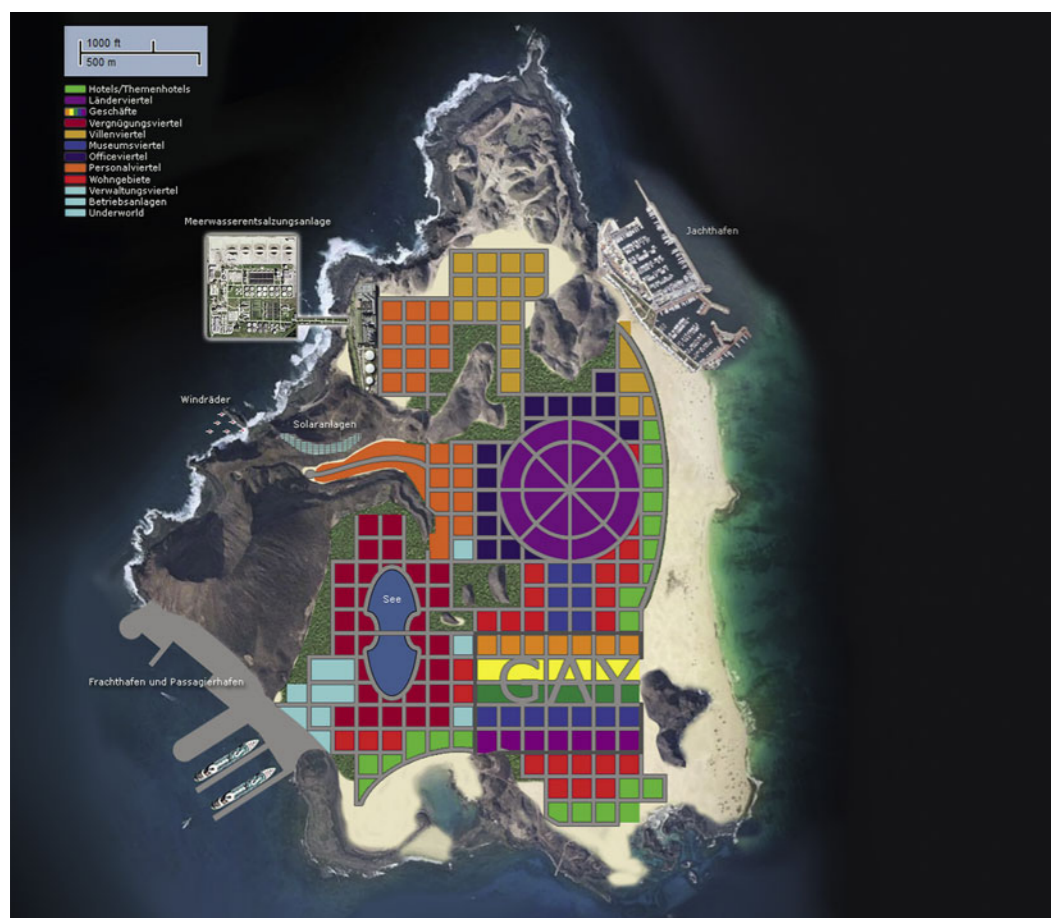 1000 ft
500 m
Hotels/Themenhotels
Länderviertel
Geschäfte
Vergnügungsviertel
Villenviertel
Museumsviertel
Officeviertel
Personalviertel
Wohngebiete
Verwaltungsviertel
Betriebsanlagen
Underworld
Meerwasserentsalzungsanlage
Jachthafen
Windräder
Solaranlagen
See
GAY
Frachthafen und Passagierhafen